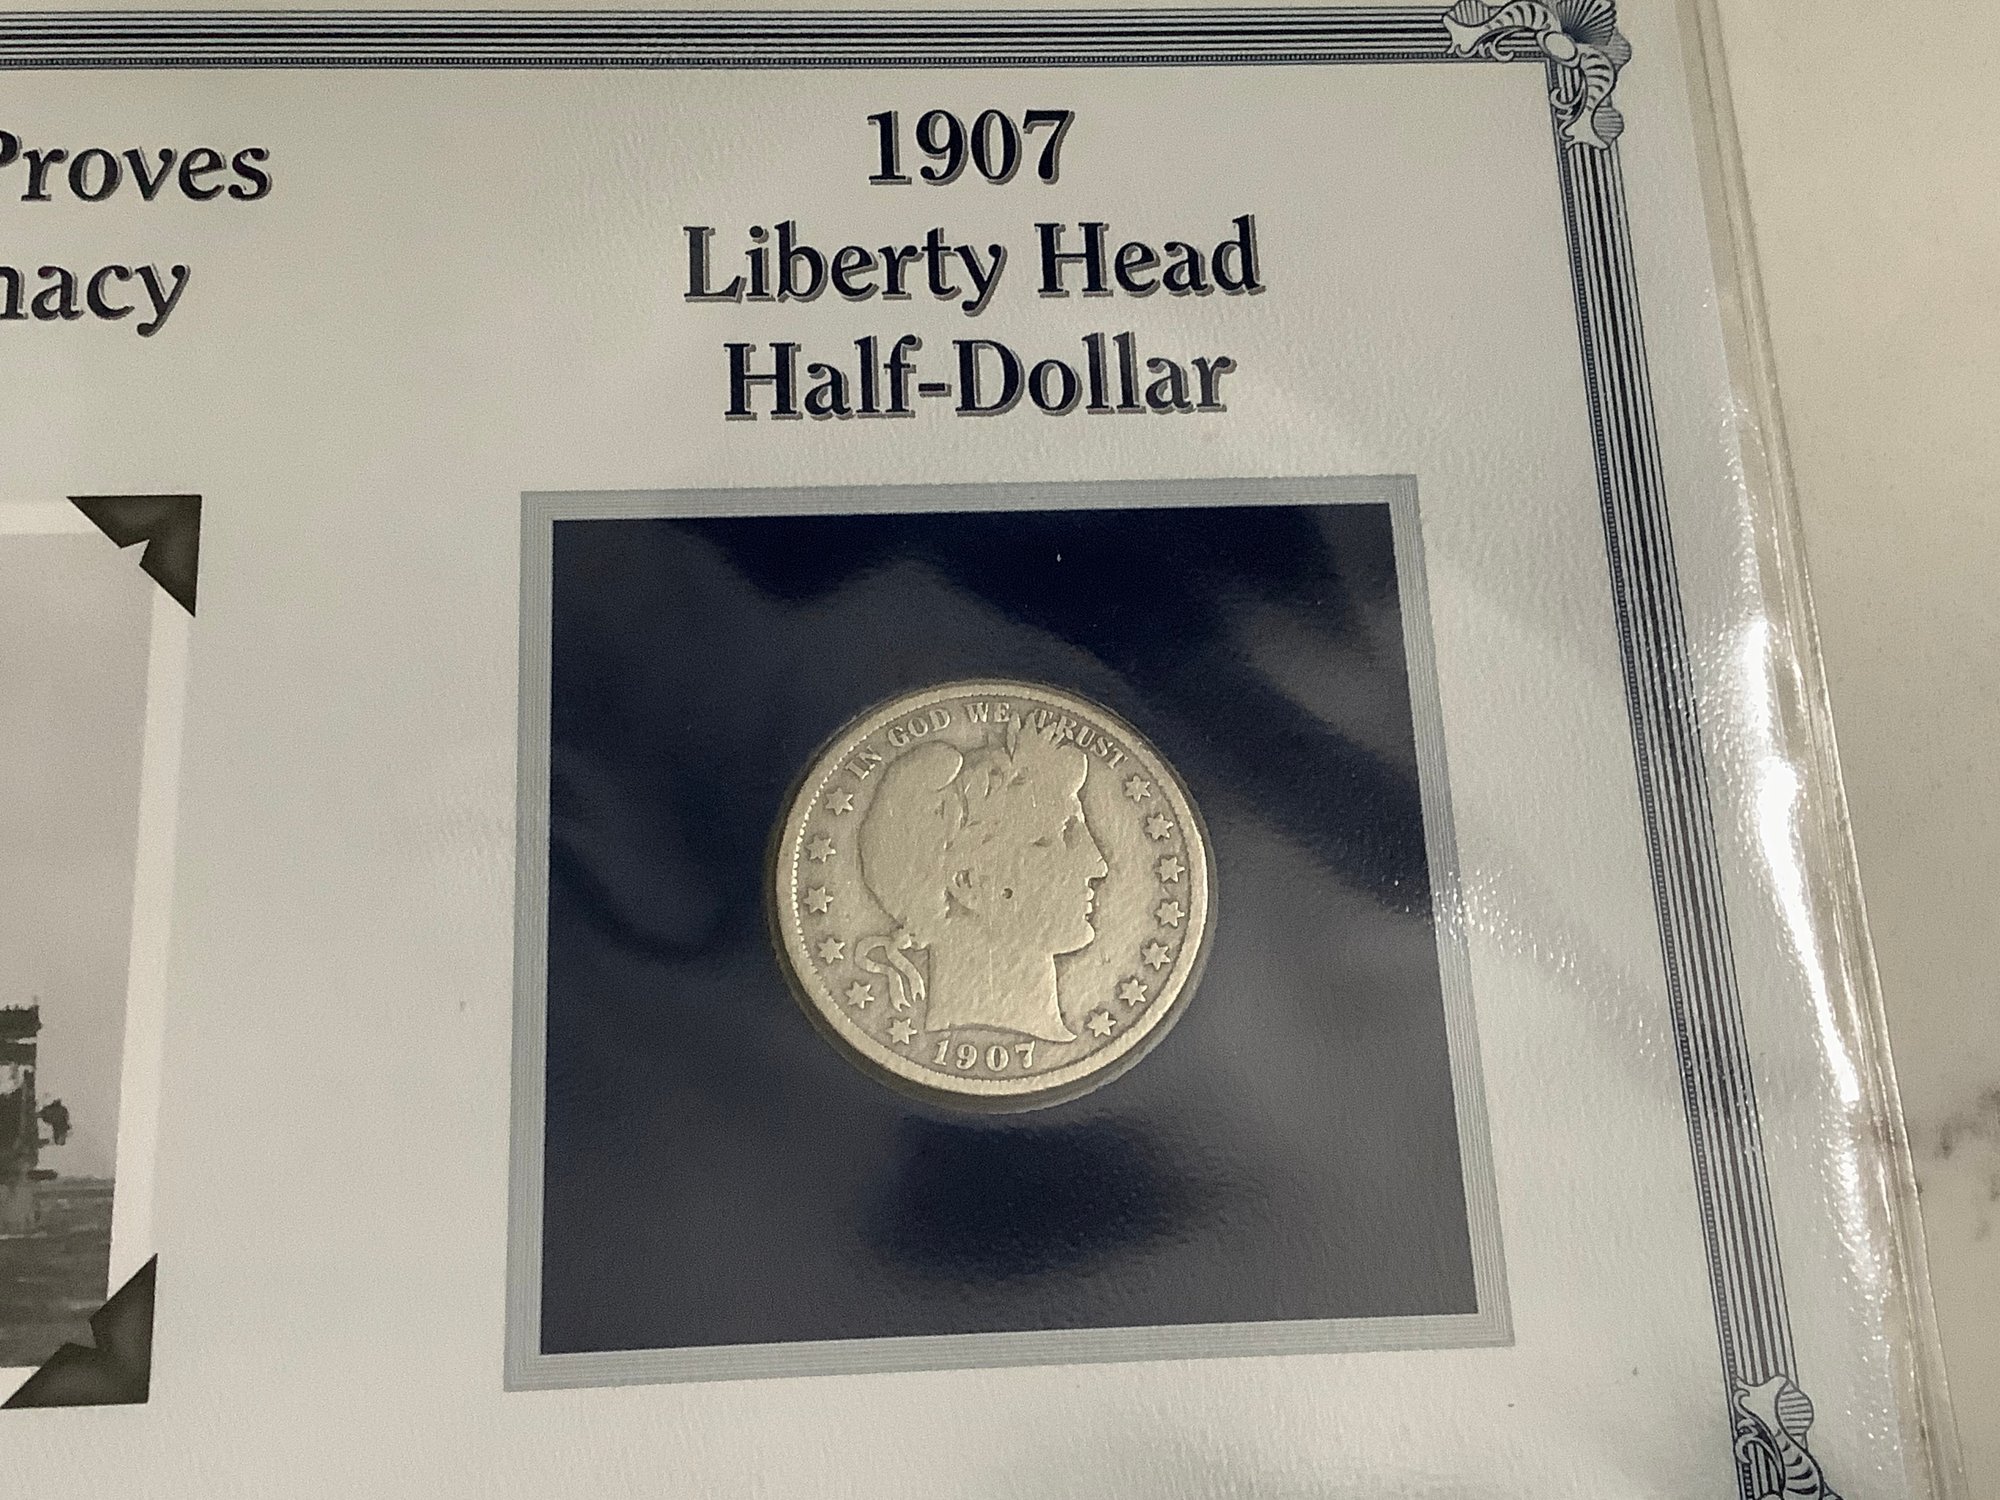 Proves
nacy
1907
Liberty Head
Half-Dollar
IN GOD WE TRUST
1907